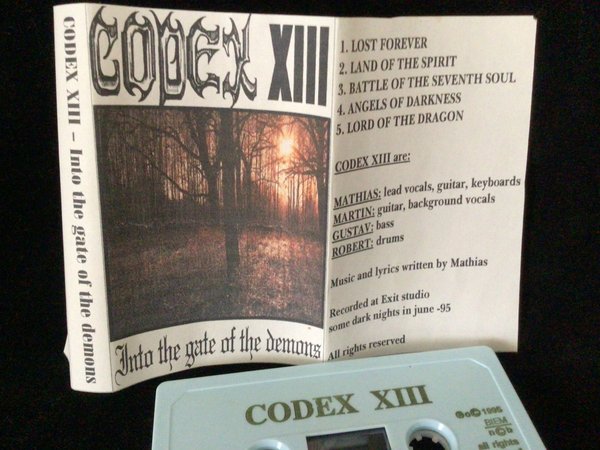 CODEX XIII – Into the gate of the demons
CODEX XIII
Into the gate of the demons
1. LOST FOREVER
2. LAND OF THE SPIRIT
3. BATTLE OF THE SEVENTH SOUL
4. ANGELS OF DARKNESS
5. LORD OF THE DRAGON
CODEX XIII are:
MATHIAS: lead vocals, guitar, keyboards
MARTIN: guitar, background vocals
GUSTAV: bass
ROBERT: drums
Music and lyrics written by Mathias
Recorded at Exit studio
some dark nights in june -95
All rights reserved
CODEX XIII
1995
BIEM
n©b
all rights